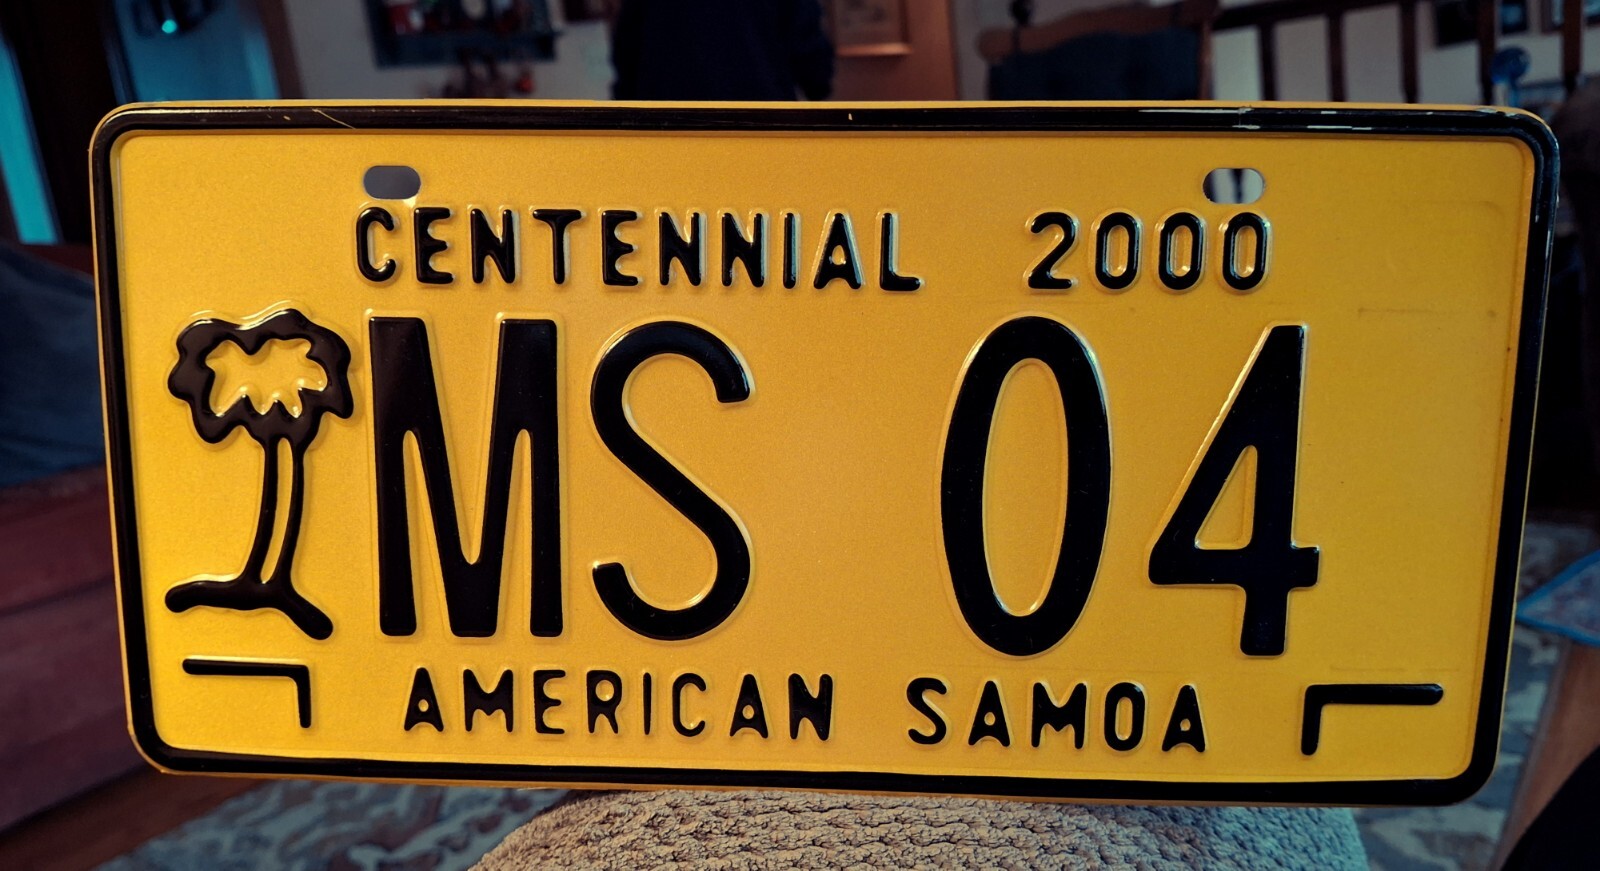 CENTENNIAL 2000
MS 04
AMERICAN SAMOA